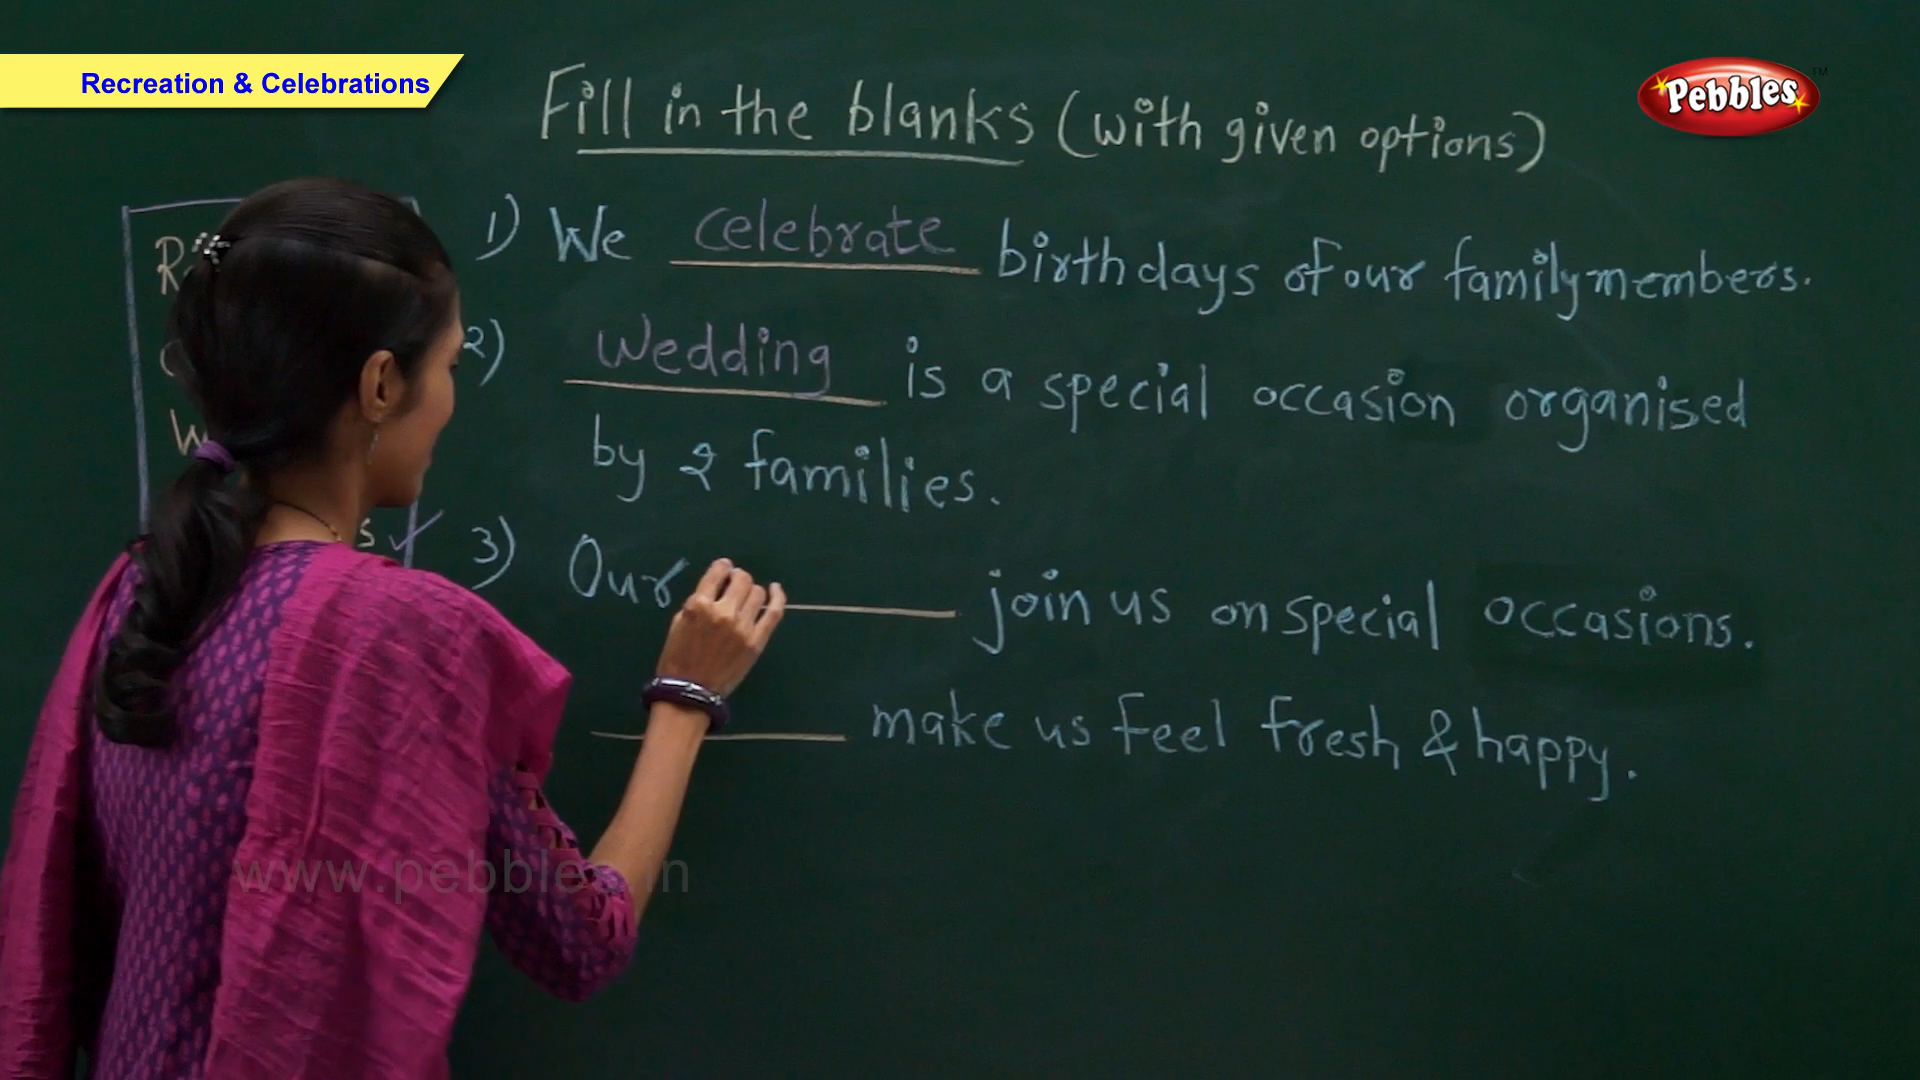 Recreation & Celebrations
Pebbles TM
Fill in the blanks (with given options)
1) We celebrate birthdays of our family members.
2) Wedding is a special occasion organised
by 2 families.
3) Our join us on special occasions.
make us feel fresh & happy.
www.pebbles.in